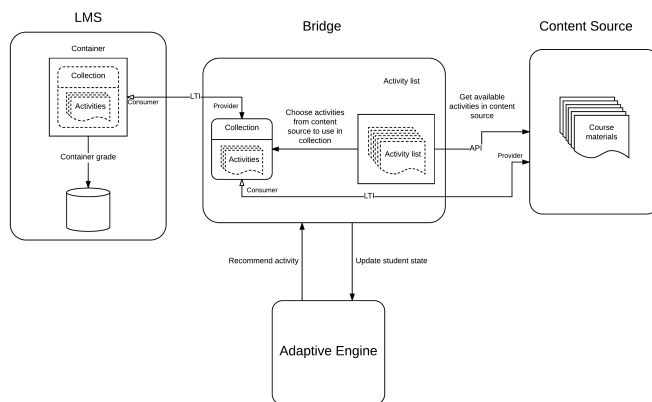 LMS
Bridge
Content Source
Container
Collection
Activities
Consumer
LTI
Provider
Container grade
Activity list
Collection
Activities
Choose activities
from content
source to use in
collection
Activity list
Get available
activities in content
source
API
Provider
Course
materials
Consumer
LTI
Recommend activity
Update student state
Adaptive Engine